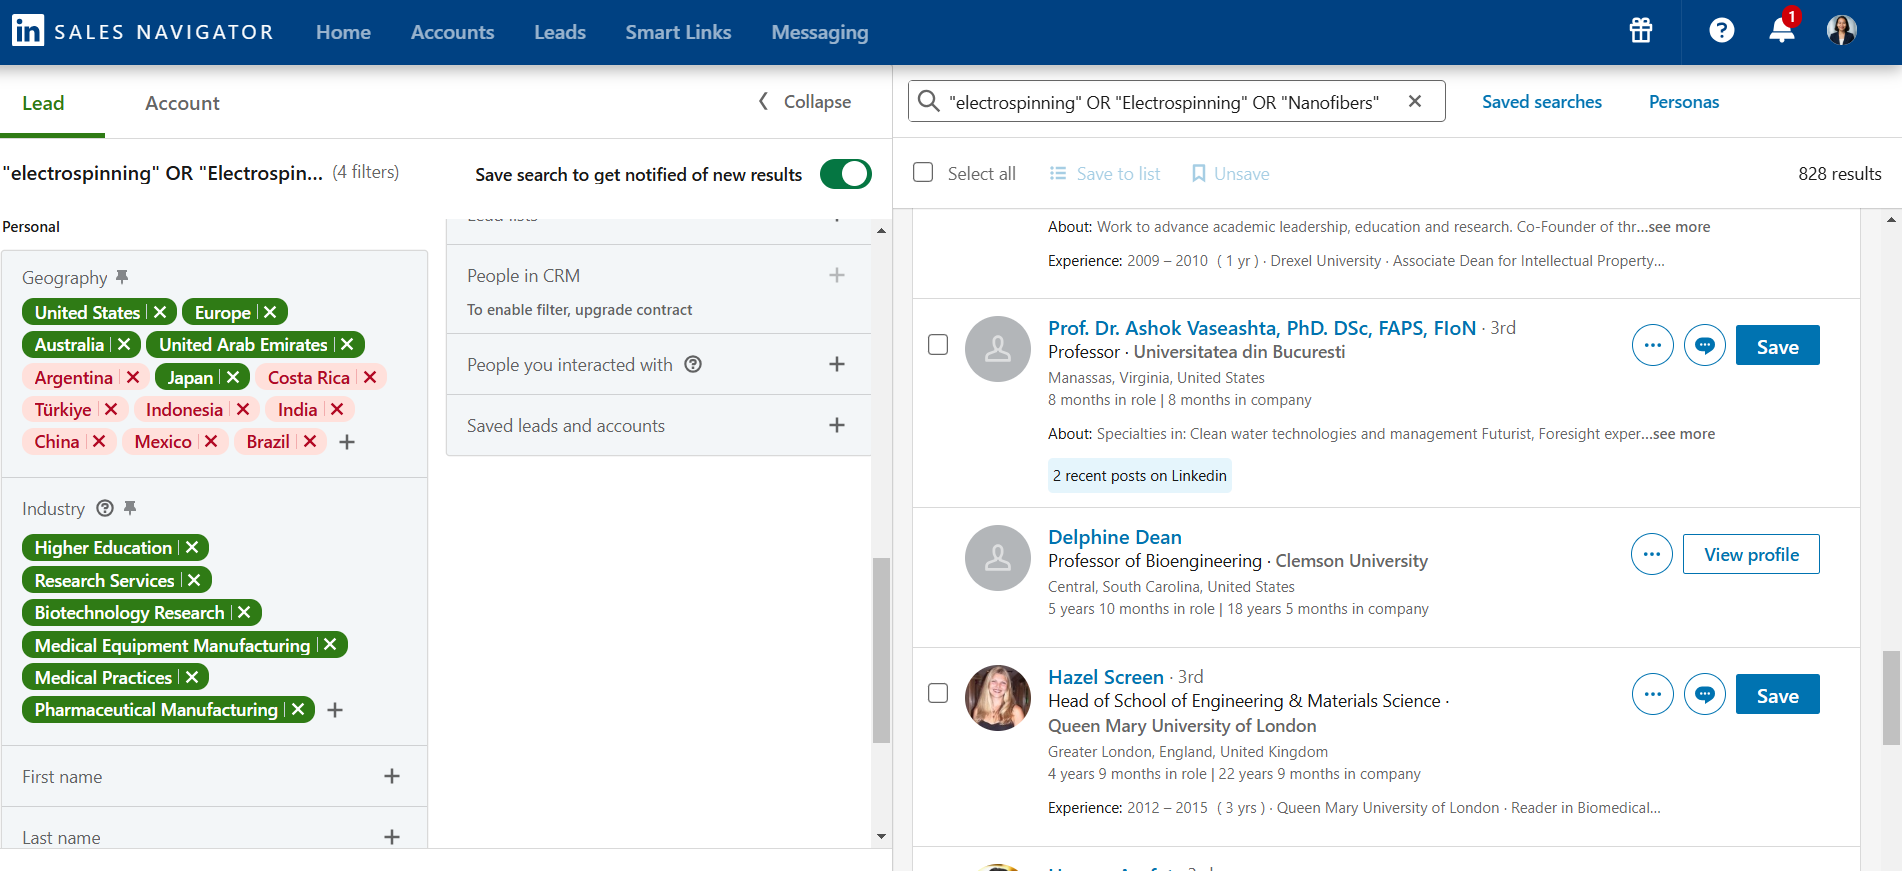 in SALES NAVIGATOR Home Accounts Leads Smart Links Messaging ? 1
Lead Account Collapse
"electrospinning" OR "Electrospin... (4 filters) Save search to get notified of new results
Personal
Geography
United States Europe
Australia United Arab Emirates
Argentina Japan Costa Rica
Türkiye Indonesia India
China Mexico Brazil
Industry
Higher Education
Research Services
Biotechnology Research
Medical Equipment Manufacturing
Medical Practices
Pharmaceutical Manufacturing
First name
Last name
Lead lists
People in CRM
To enable filter, upgrade contract
People you interacted with
Saved leads and accounts
"electrospinning" OR "Electrospinning" OR "Nanofibers" Saved searches Personas
Select all Save to list Unsave 828 results
About: Work to advance academic leadership, education and research. Co-Founder of thr...see more
Experience: 2009 – 2010 ( 1 yr ) · Drexel University · Associate Dean for Intellectual Property...
Prof. Dr. Ashok Vaseashta, PhD. DSc, FAPS, FIoN · 3rd
Professor · Universitatea din Bucuresti
Manassas, Virginia, United States
8 months in role | 8 months in company
About: Specialties in: Clean water technologies and management Futurist, Foresight exper...see more
2 recent posts on Linkedin
Save
Delphine Dean
Professor of Bioengineering · Clemson University
Central, South Carolina, United States
5 years 10 months in role | 18 years 5 months in company
View profile
Hazel Screen · 3rd
Head of School of Engineering & Materials Science ·
Queen Mary University of London
Greater London, England, United Kingdom
4 years 9 months in role | 22 years 9 months in company
Experience: 2012 – 2015 ( 3 yrs ) · Queen Mary University of London · Reader in Biomedical...
Save